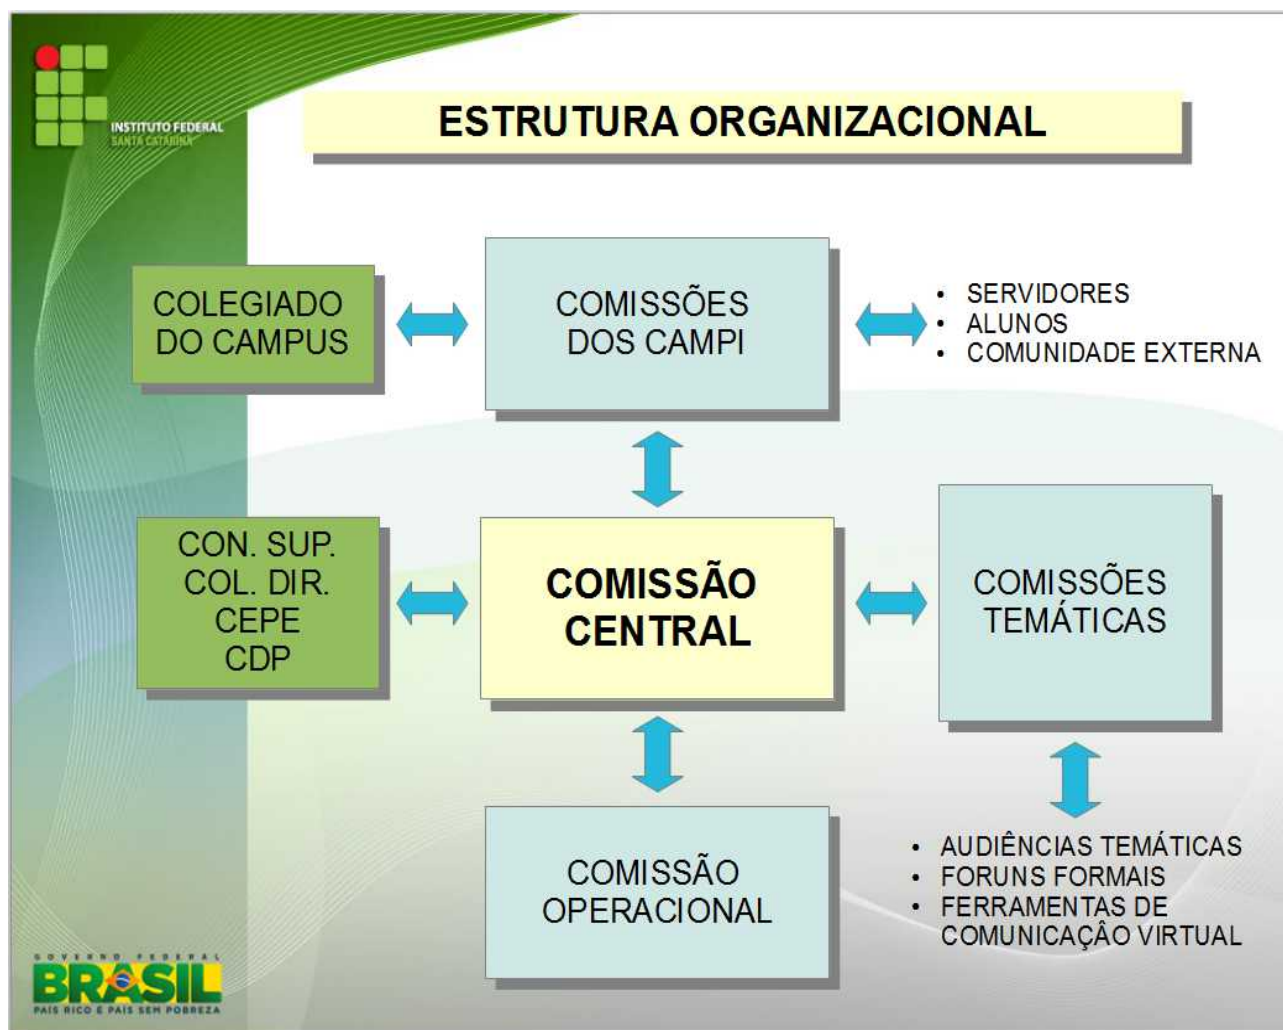 INSTITUTO FEDERAL
SANTA CATARINA
ESTRUTURA ORGANIZACIONAL
COLEGIADO
DO CAMPUS
COMISSÕES
DOS CAMPI
• SERVIDORES
• ALUNOS
• COMUNIDADE EXTERNA
CON. SUP.
COL. DIR.
CEPE
CDP
COMISSÃO
CENTRAL
COMISSÕES
TEMÁTICAS
COMISSÃO
OPERACIONAL
• AUDIÊNCIAS TEMÁTICAS
• FORUNS FORMAIS
• FERRAMENTAS DE
COMUNICAÇÂO VIRTUAL
GOVERNO FEDERAL
BRASIL
PAÍS RICO É PAÍS SEM POBREZA